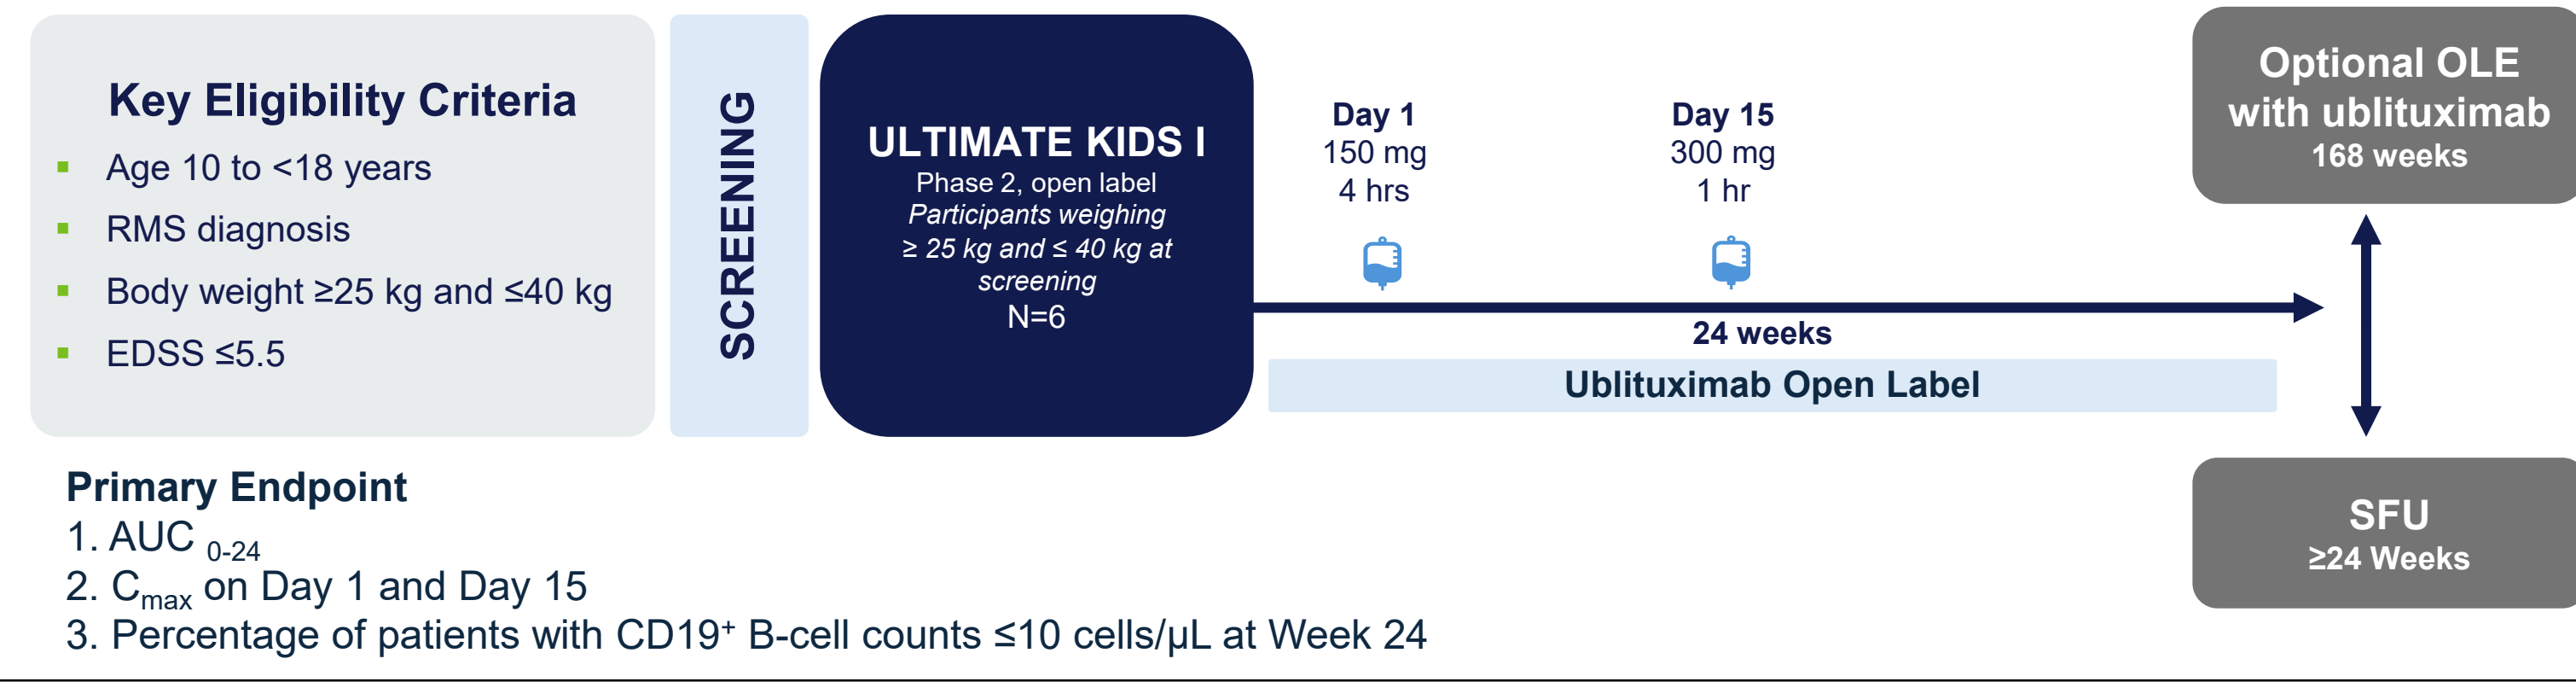 Key Eligibility Criteria
▪ Age 10 to <18 years
▪ RMS diagnosis
▪ Body weight ≥25 kg and ≤40 kg
▪ EDSS ≤5.5
SCREENING
ULTIMATE KIDS I
Phase 2, open label
Participants weighing
≥ 25 kg and ≤ 40 kg at
screening
N=6
Day 1
150 mg
4 hrs
Day 15
300 mg
1 hr
24 weeks
Ublituximab Open Label
Optional OLE
with ublituximab
168 weeks
SFU
≥24 Weeks
Primary Endpoint
1. AUC 0-24
2. Cmax on Day 1 and Day 15
3. Percentage of patients with CD19⁺ B-cell counts ≤10 cells/μL at Week 24